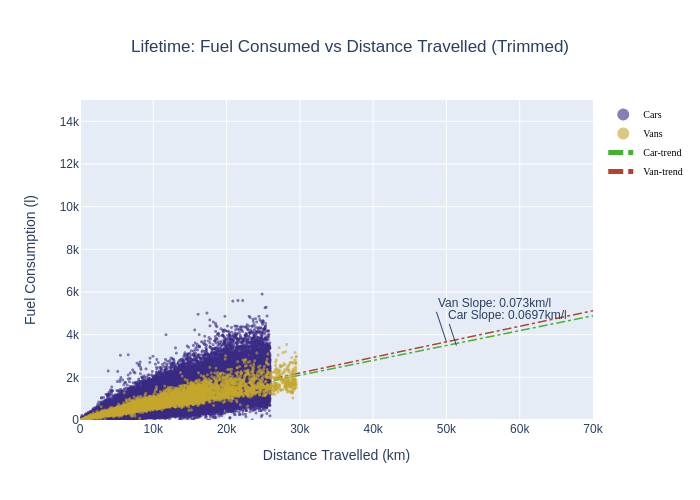 Lifetime: Fuel Consumed vs Distance Travelled (Trimmed)
Cars
Vans
Car-trend
Van-trend
14k
12k
10k
8k
6k
4k
2k
0
Fuel Consumption (l)
Van Slope: 0.073km/l
Car Slope: 0.0697km/l
0 10k 20k 30k 40k 50k 60k 70k
Distance Travelled (km)